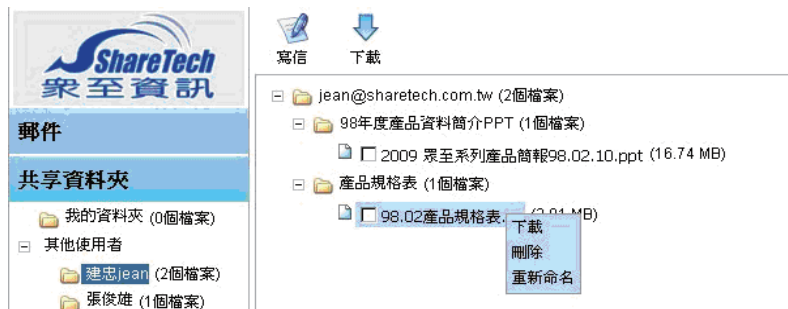 ShareTech
眾至資訊
郵件
共享資料夾
我的資料夾 (0個檔案)
其他使用者
建忠jean (2個檔案)
張俊雄 (1個檔案)
寫信 下載
jean@sharetech.com.tw (2個檔案)
98年度產品資料簡介PPT (1個檔案)
2009 眾至系列產品簡報98.02.10.ppt (16.74 MB)
產品規格表 (1個檔案)
98.02產品規格表. MB)
下載
刪除
重新命名